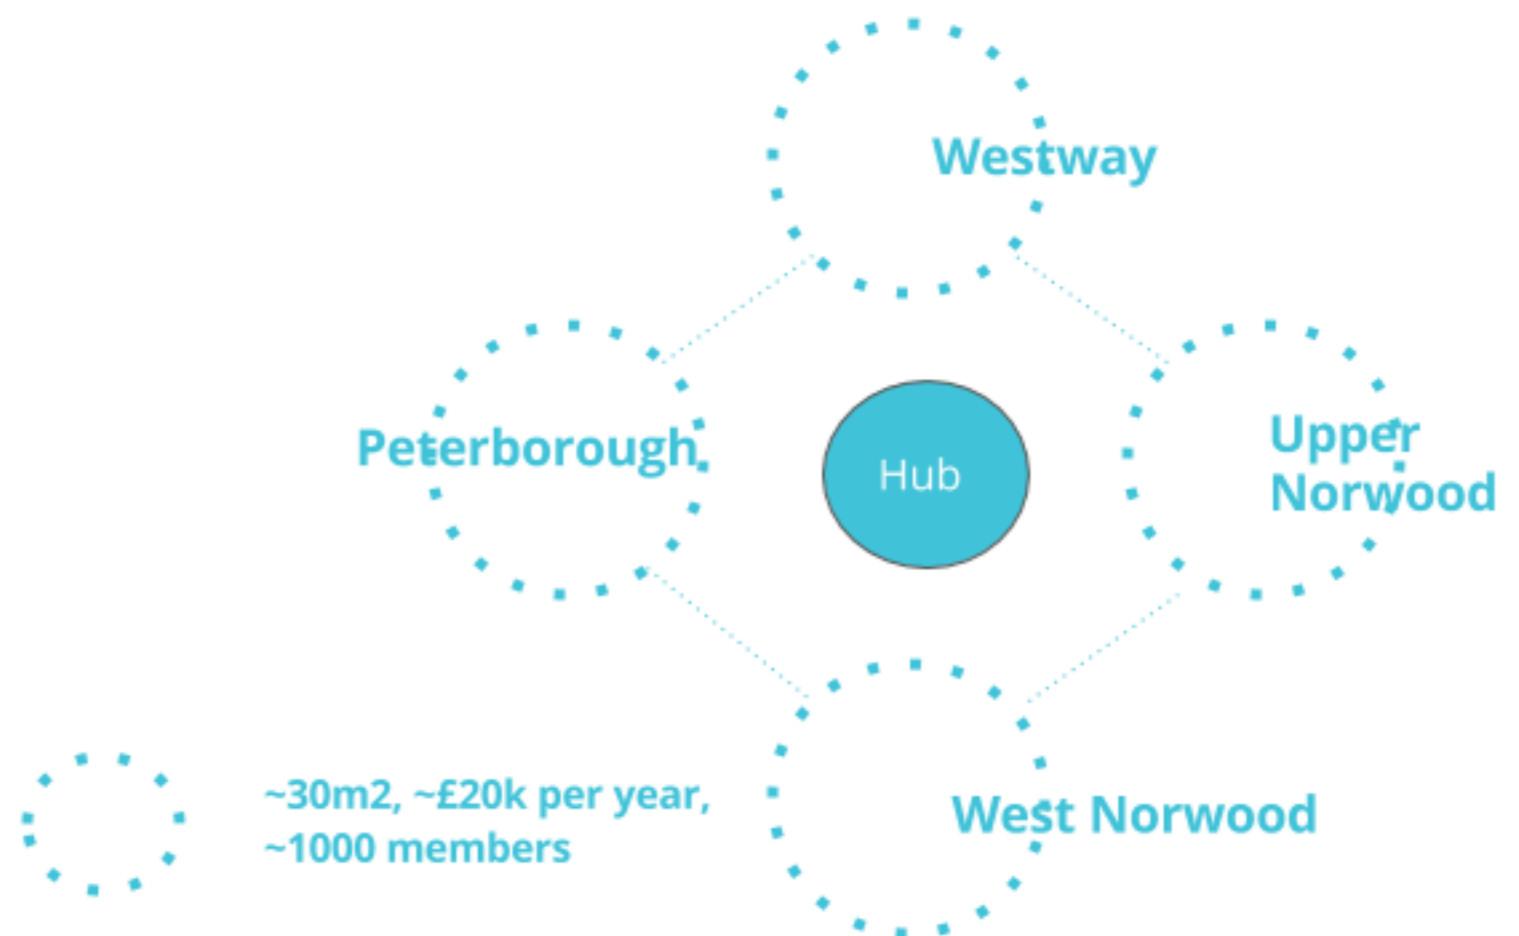 Westway
Peterborough
Hub
Upper
Norwood
West Norwood
~30m2, ~£20k per year,
~1000 members